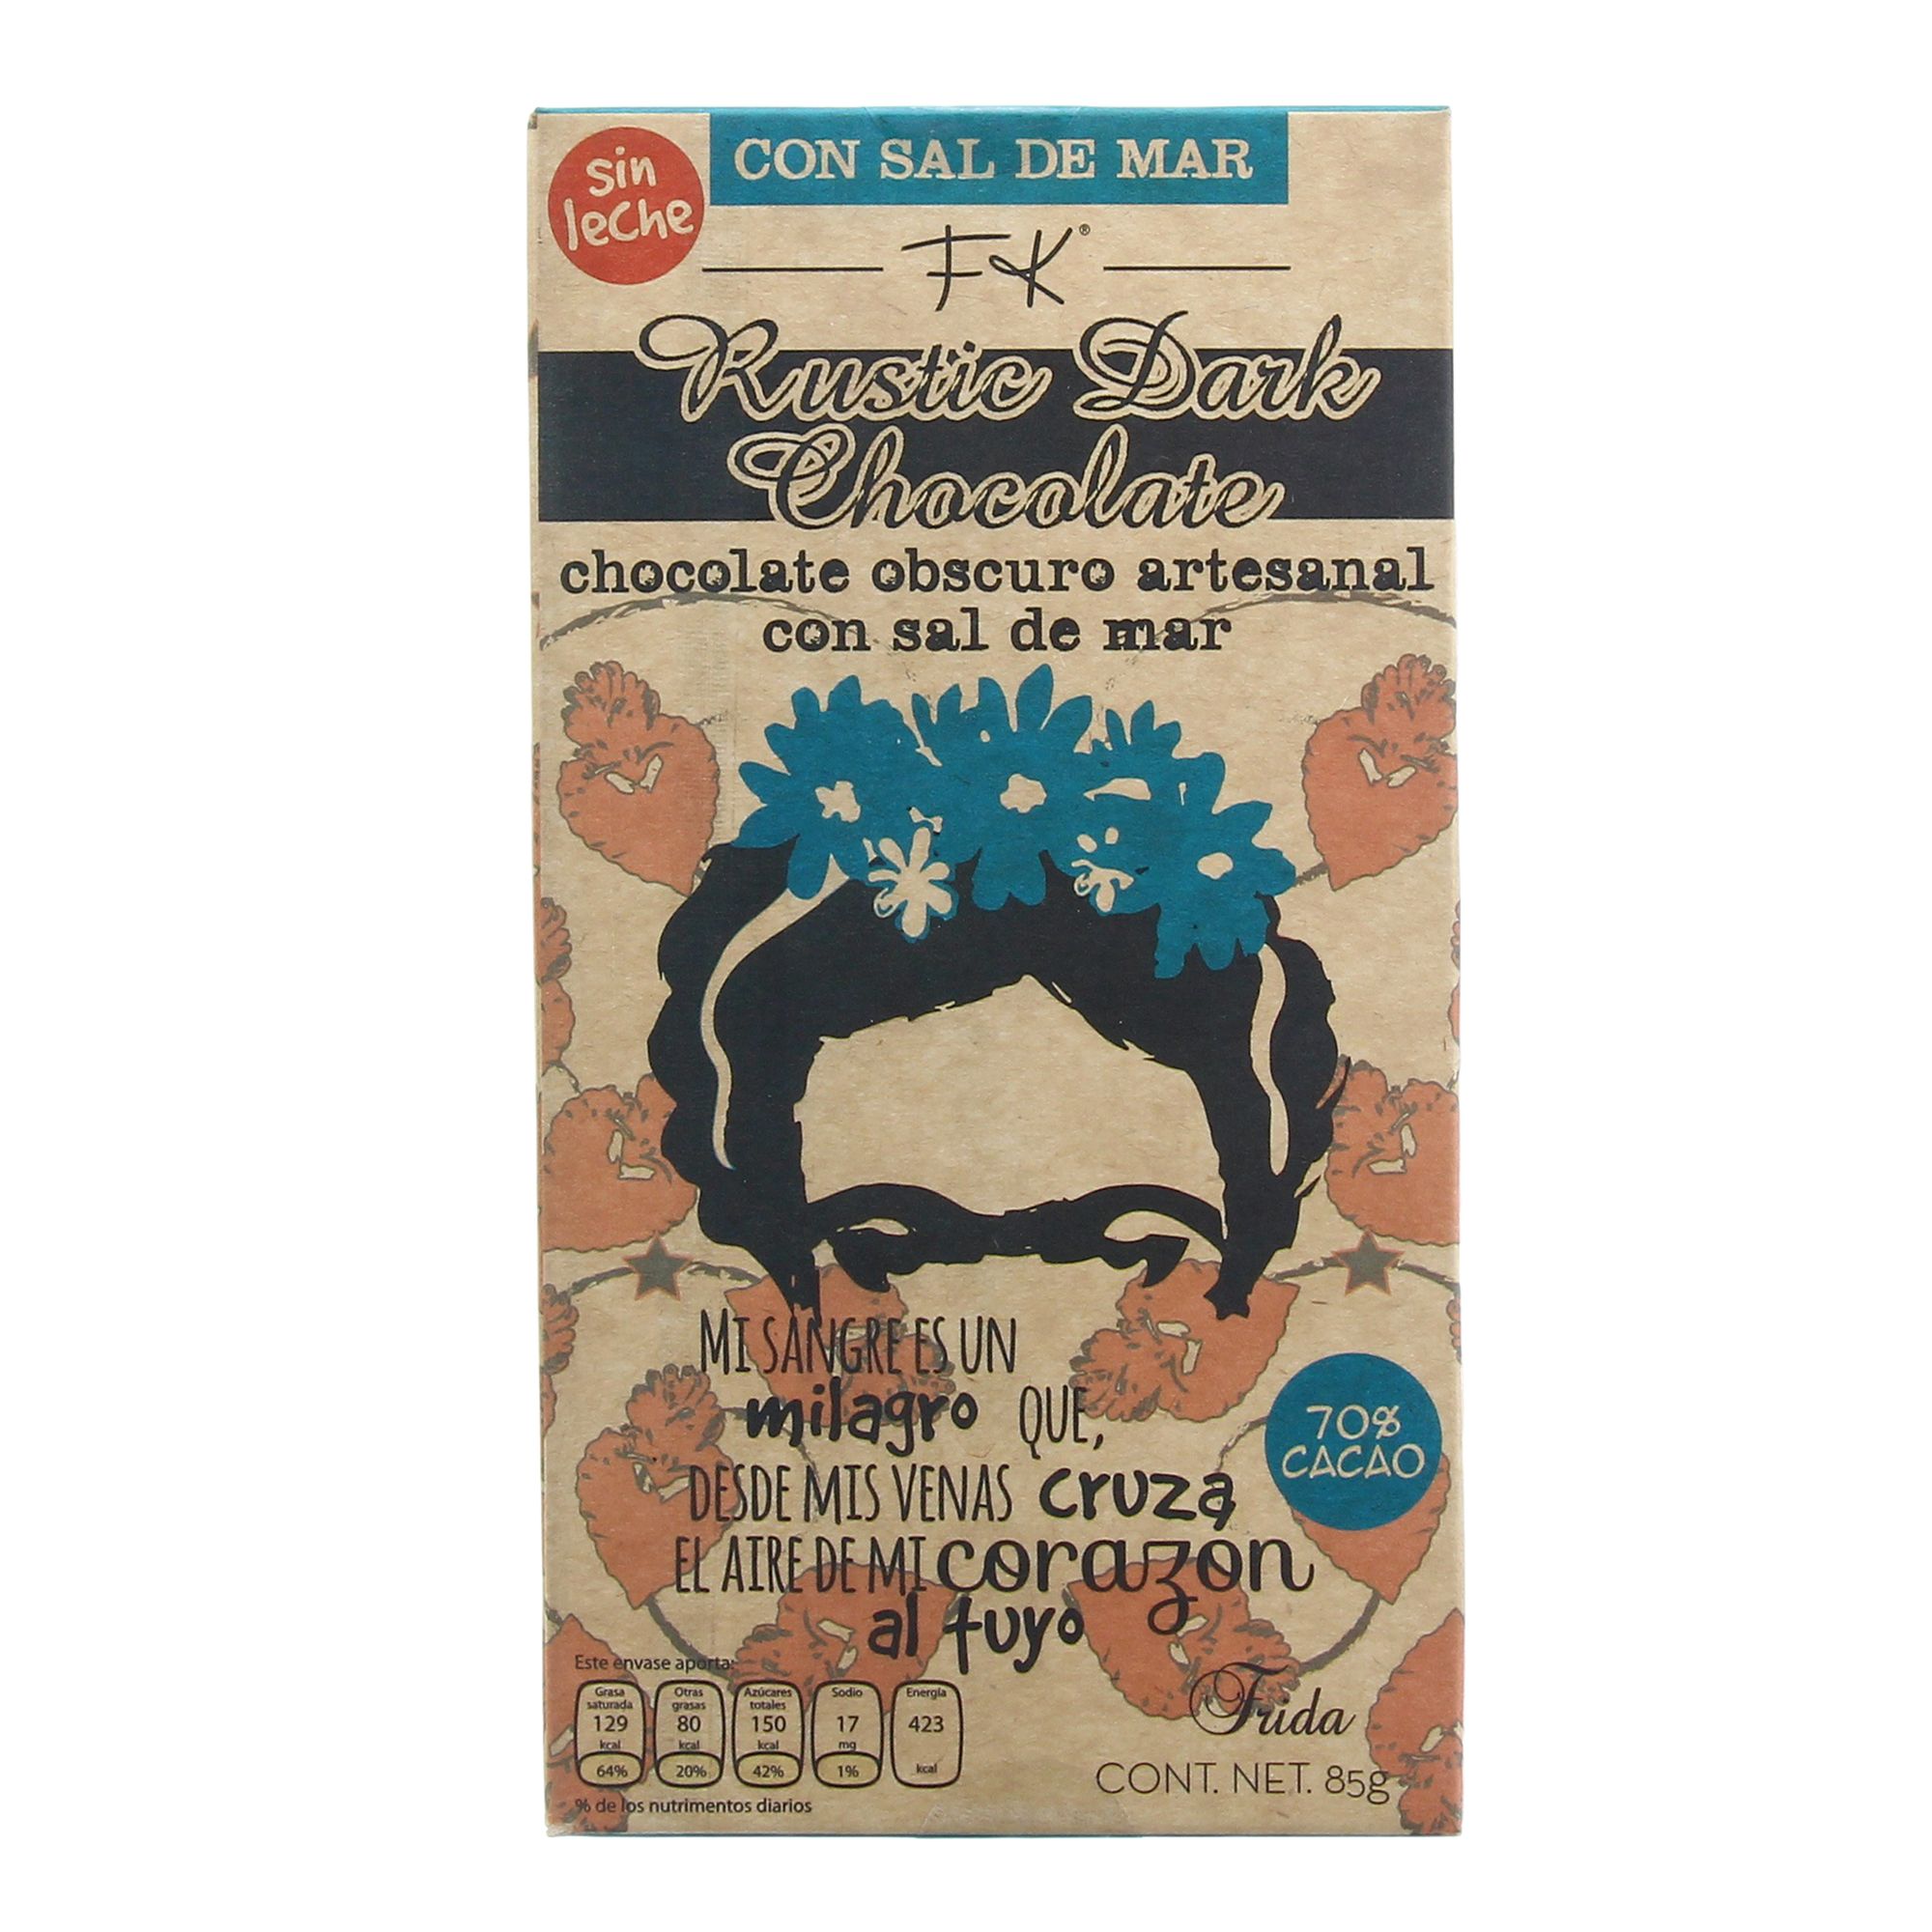 sin
leche
CON SAL DE MAR
FK®
Rustic Dark
Chocolate
chocolate obscuro artesanal
con sal de mar
MI SANGRE ES UN
milagro QUE,
DESDE MIS VENAS cruza
EL AIRE DE MI corazon
al tuyo
70%
CACAO
Frida
Este envase aporta:
Grasa saturada 129 kcal 64%
Otras grasas 80 kcal 20%
Azúcares totales 150 kcal 42%
Sodio 17 mg 1%
Energía 423 kcal
% de los nutrimentos diarios
CONT. NET. 85g